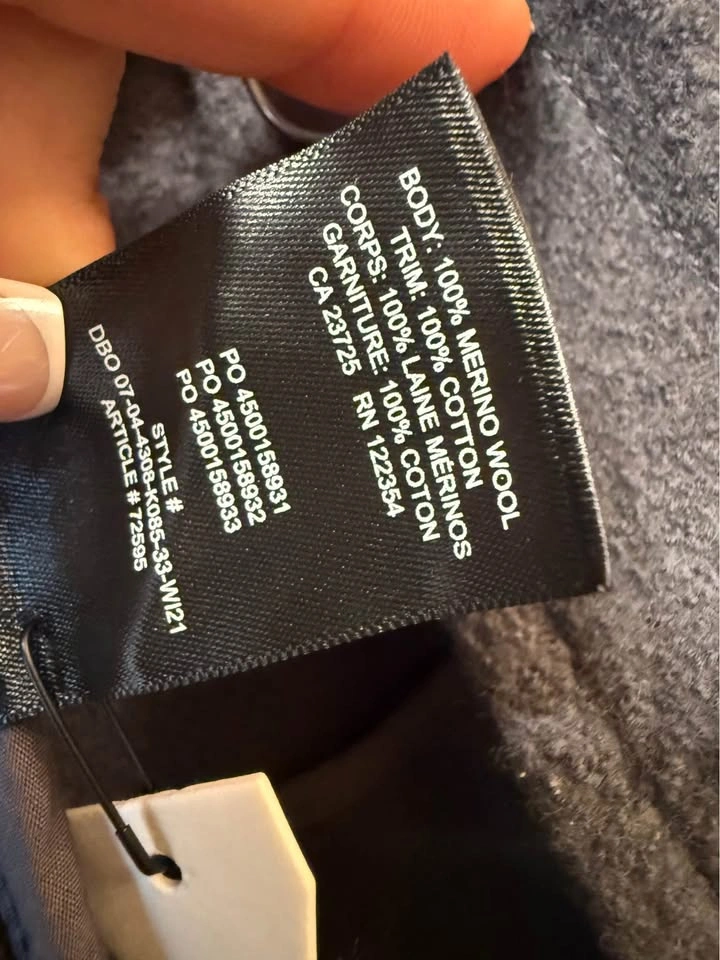 BODY: 100% MERINO WOOL
TRIM: 100% COTTON
CORPS: 100% LAINE MÉRINOS
GARNITURE: 100% COTON
CA 23725 RN 122354
PO 4500158931
PO 4500158932
PO 4500158933
STYLE #
DBO 07-04-4308-K085-33-WI21
ARTICLE # 72595